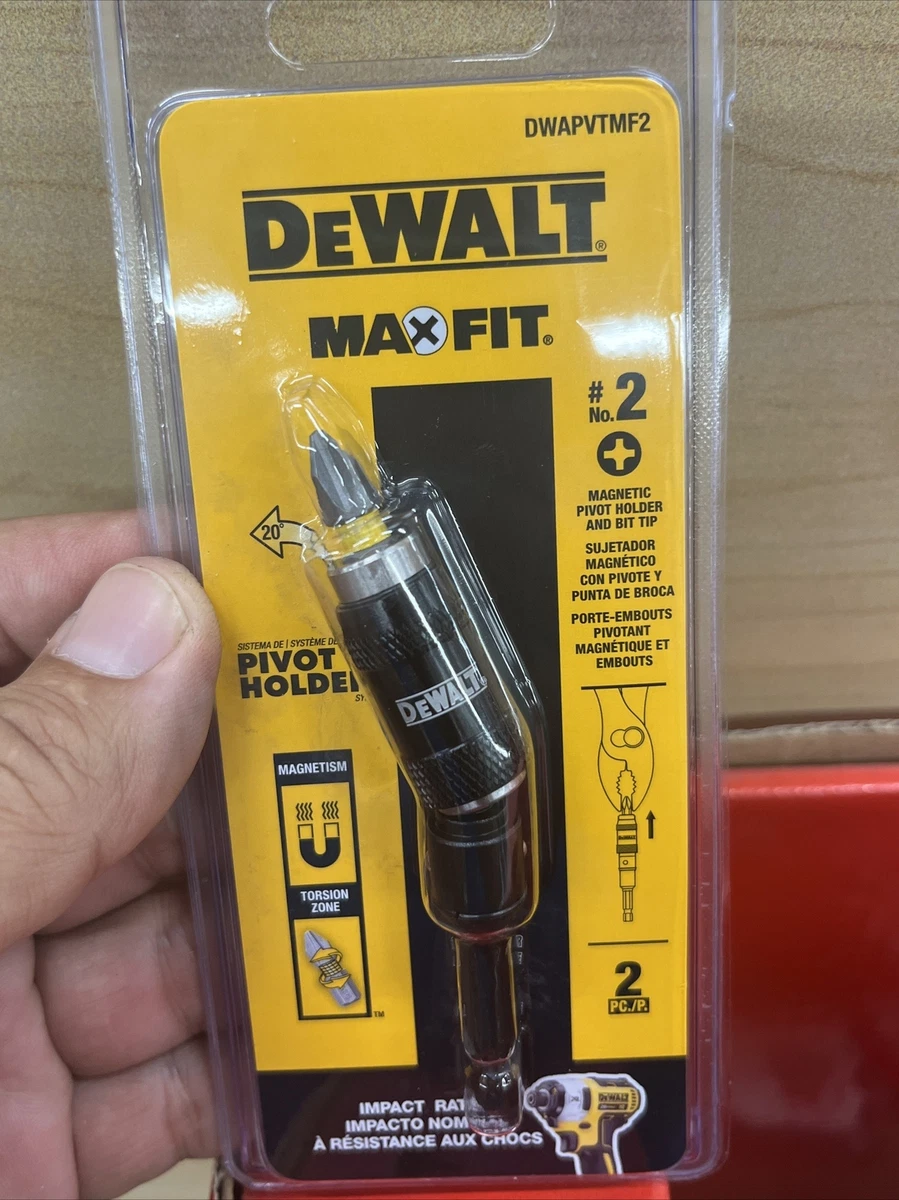 DWAPVTMF2
DEWALT®
MAXFIT®
# No. 2
MAGNETIC
PIVOT HOLDER
AND BIT TIP
SUJETADOR
MAGNÉTICO
CON PIVOTE Y
PUNTA DE BROCA
PORTE-EMBOUTS
PIVOTANT
MAGNÉTIQUE ET
EMBOUTS
20°
SISTEMA DE | SYSTÈME DE
PIVOT
DEWALT®
MAGNETISM
TORSION
ZONE
TM
2
PC./P.
IMPACT
IMPACTO
À RÉSISTANCE AUX CHOCS
DEWALT